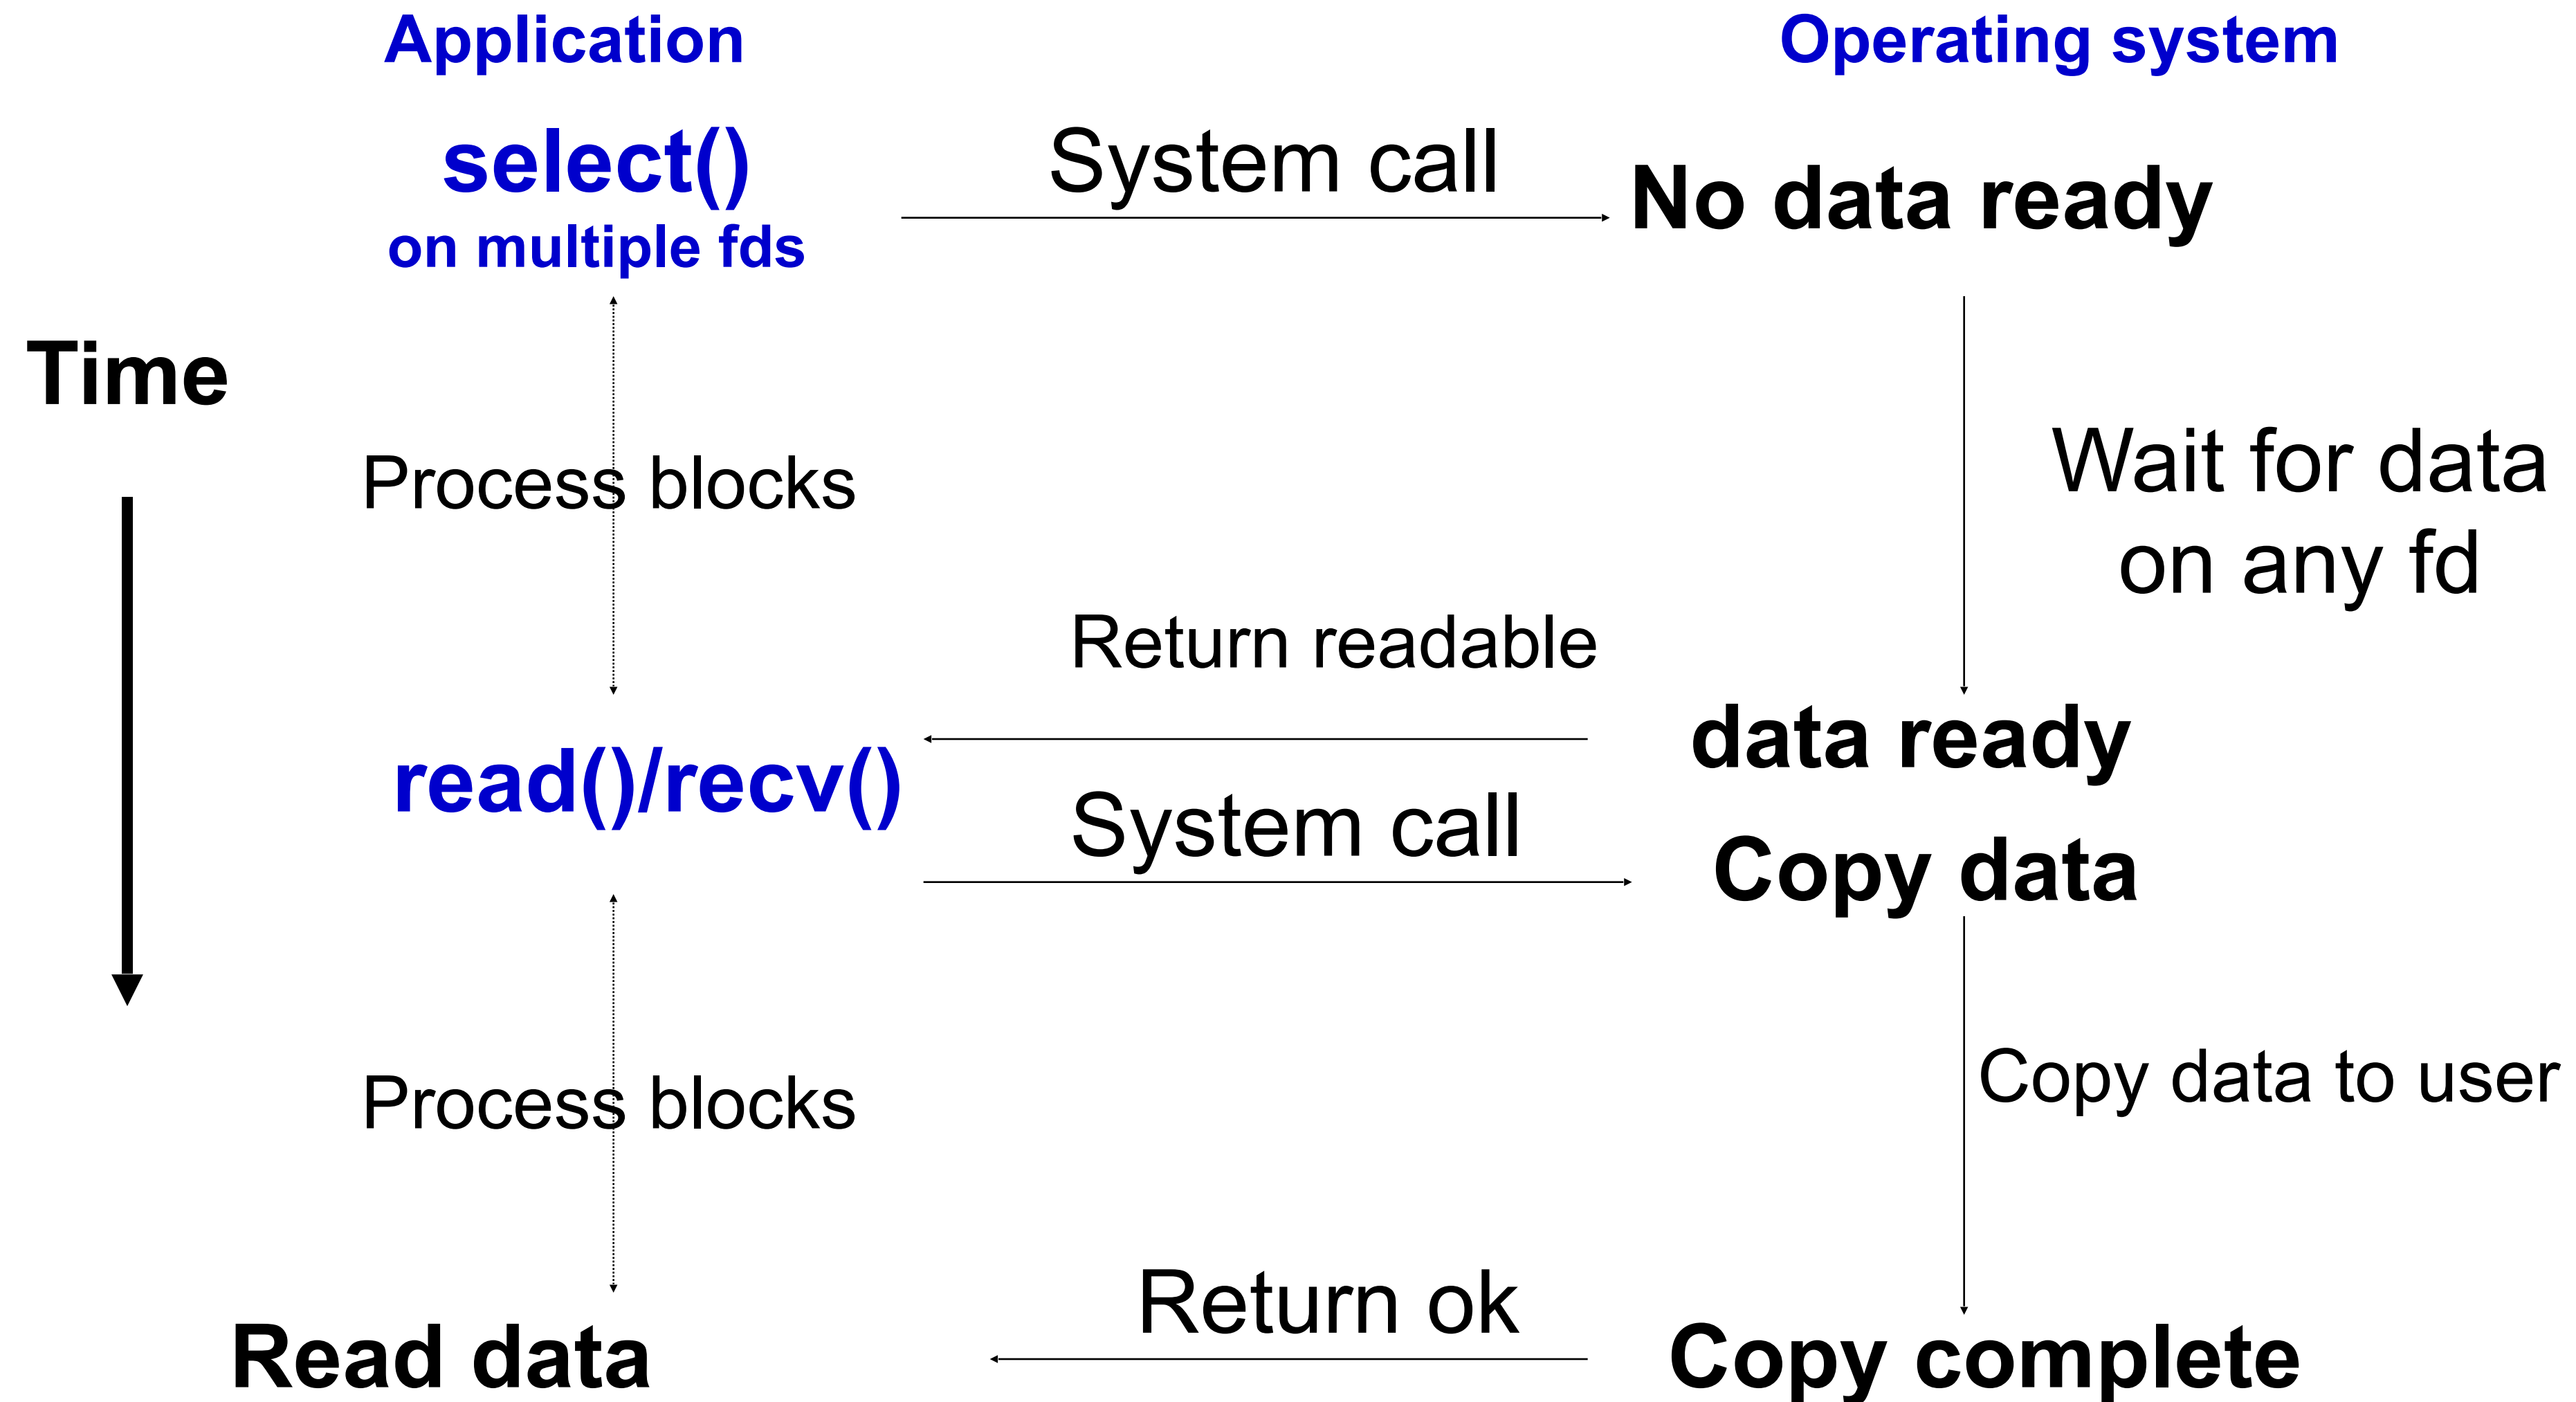 Application
Operating system
select()
on multiple fds
System call
No data ready
Time
Process blocks
Wait for data
on any fd
Return readable
data ready
read()/recv()
System call
Copy data
Process blocks
Copy data to user
Return ok
Read data
Copy complete